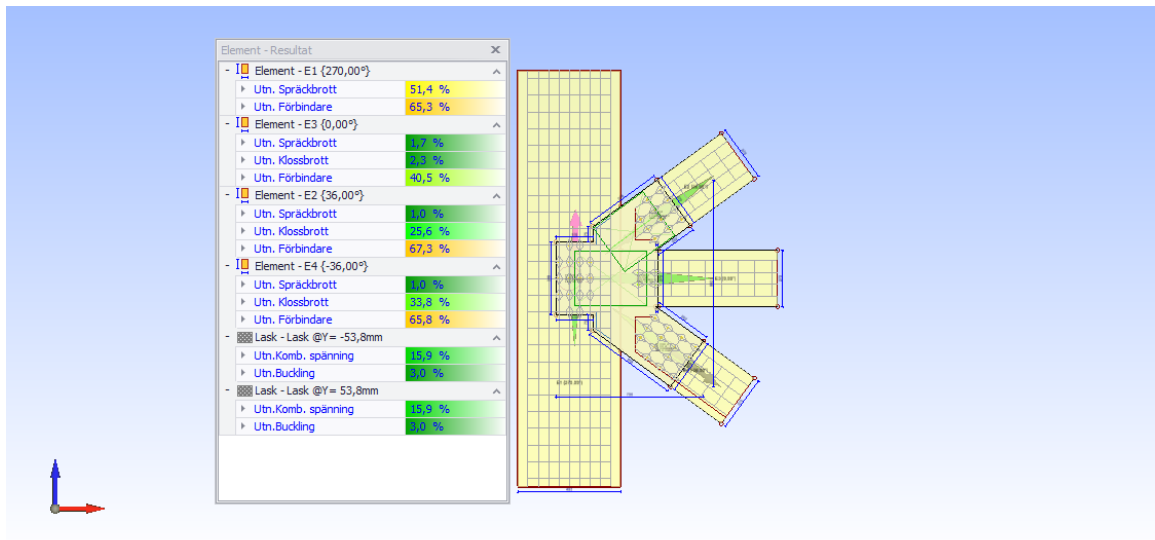 Element - Resultat
Element - E1 {270,00°}
Utn. Spräckbrott 51,4 %
Utn. Förbindare 65,3 %
Element - E3 {0,00°}
Utn. Spräckbrott 1,7 %
Utn. Klossbrott 2,3 %
Utn. Förbindare 40,5 %
Element - E2 {36,00°}
Utn. Spräckbrott 1,0 %
Utn. Klossbrott 25,6 %
Utn. Förbindare 67,3 %
Element - E4 {-36,00°}
Utn. Spräckbrott 1,0 %
Utn. Klossbrott 33,8 %
Utn. Förbindare 65,8 %
Lask - Lask @Y= -53,8mm
Utn.Komb. spänning 15,9 %
Utn.Buckling 3,0 %
Lask - Lask @Y= 53,8mm
Utn.Komb. spänning 15,9 %
Utn.Buckling 3,0 %